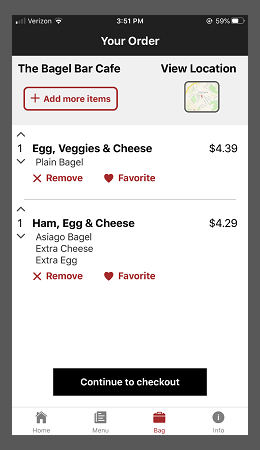 Verizon 3:51 PM 59%
Your Order
The Bagel Bar Cafe View Location
+ Add more items
1 Egg, Veggies & Cheese $4.39
Plain Bagel
Remove Favorite
1 Ham, Egg & Cheese $4.29
Asiago Bagel
Extra Cheese
Extra Egg
Remove Favorite
Continue to checkout
Home Menu Bag Info